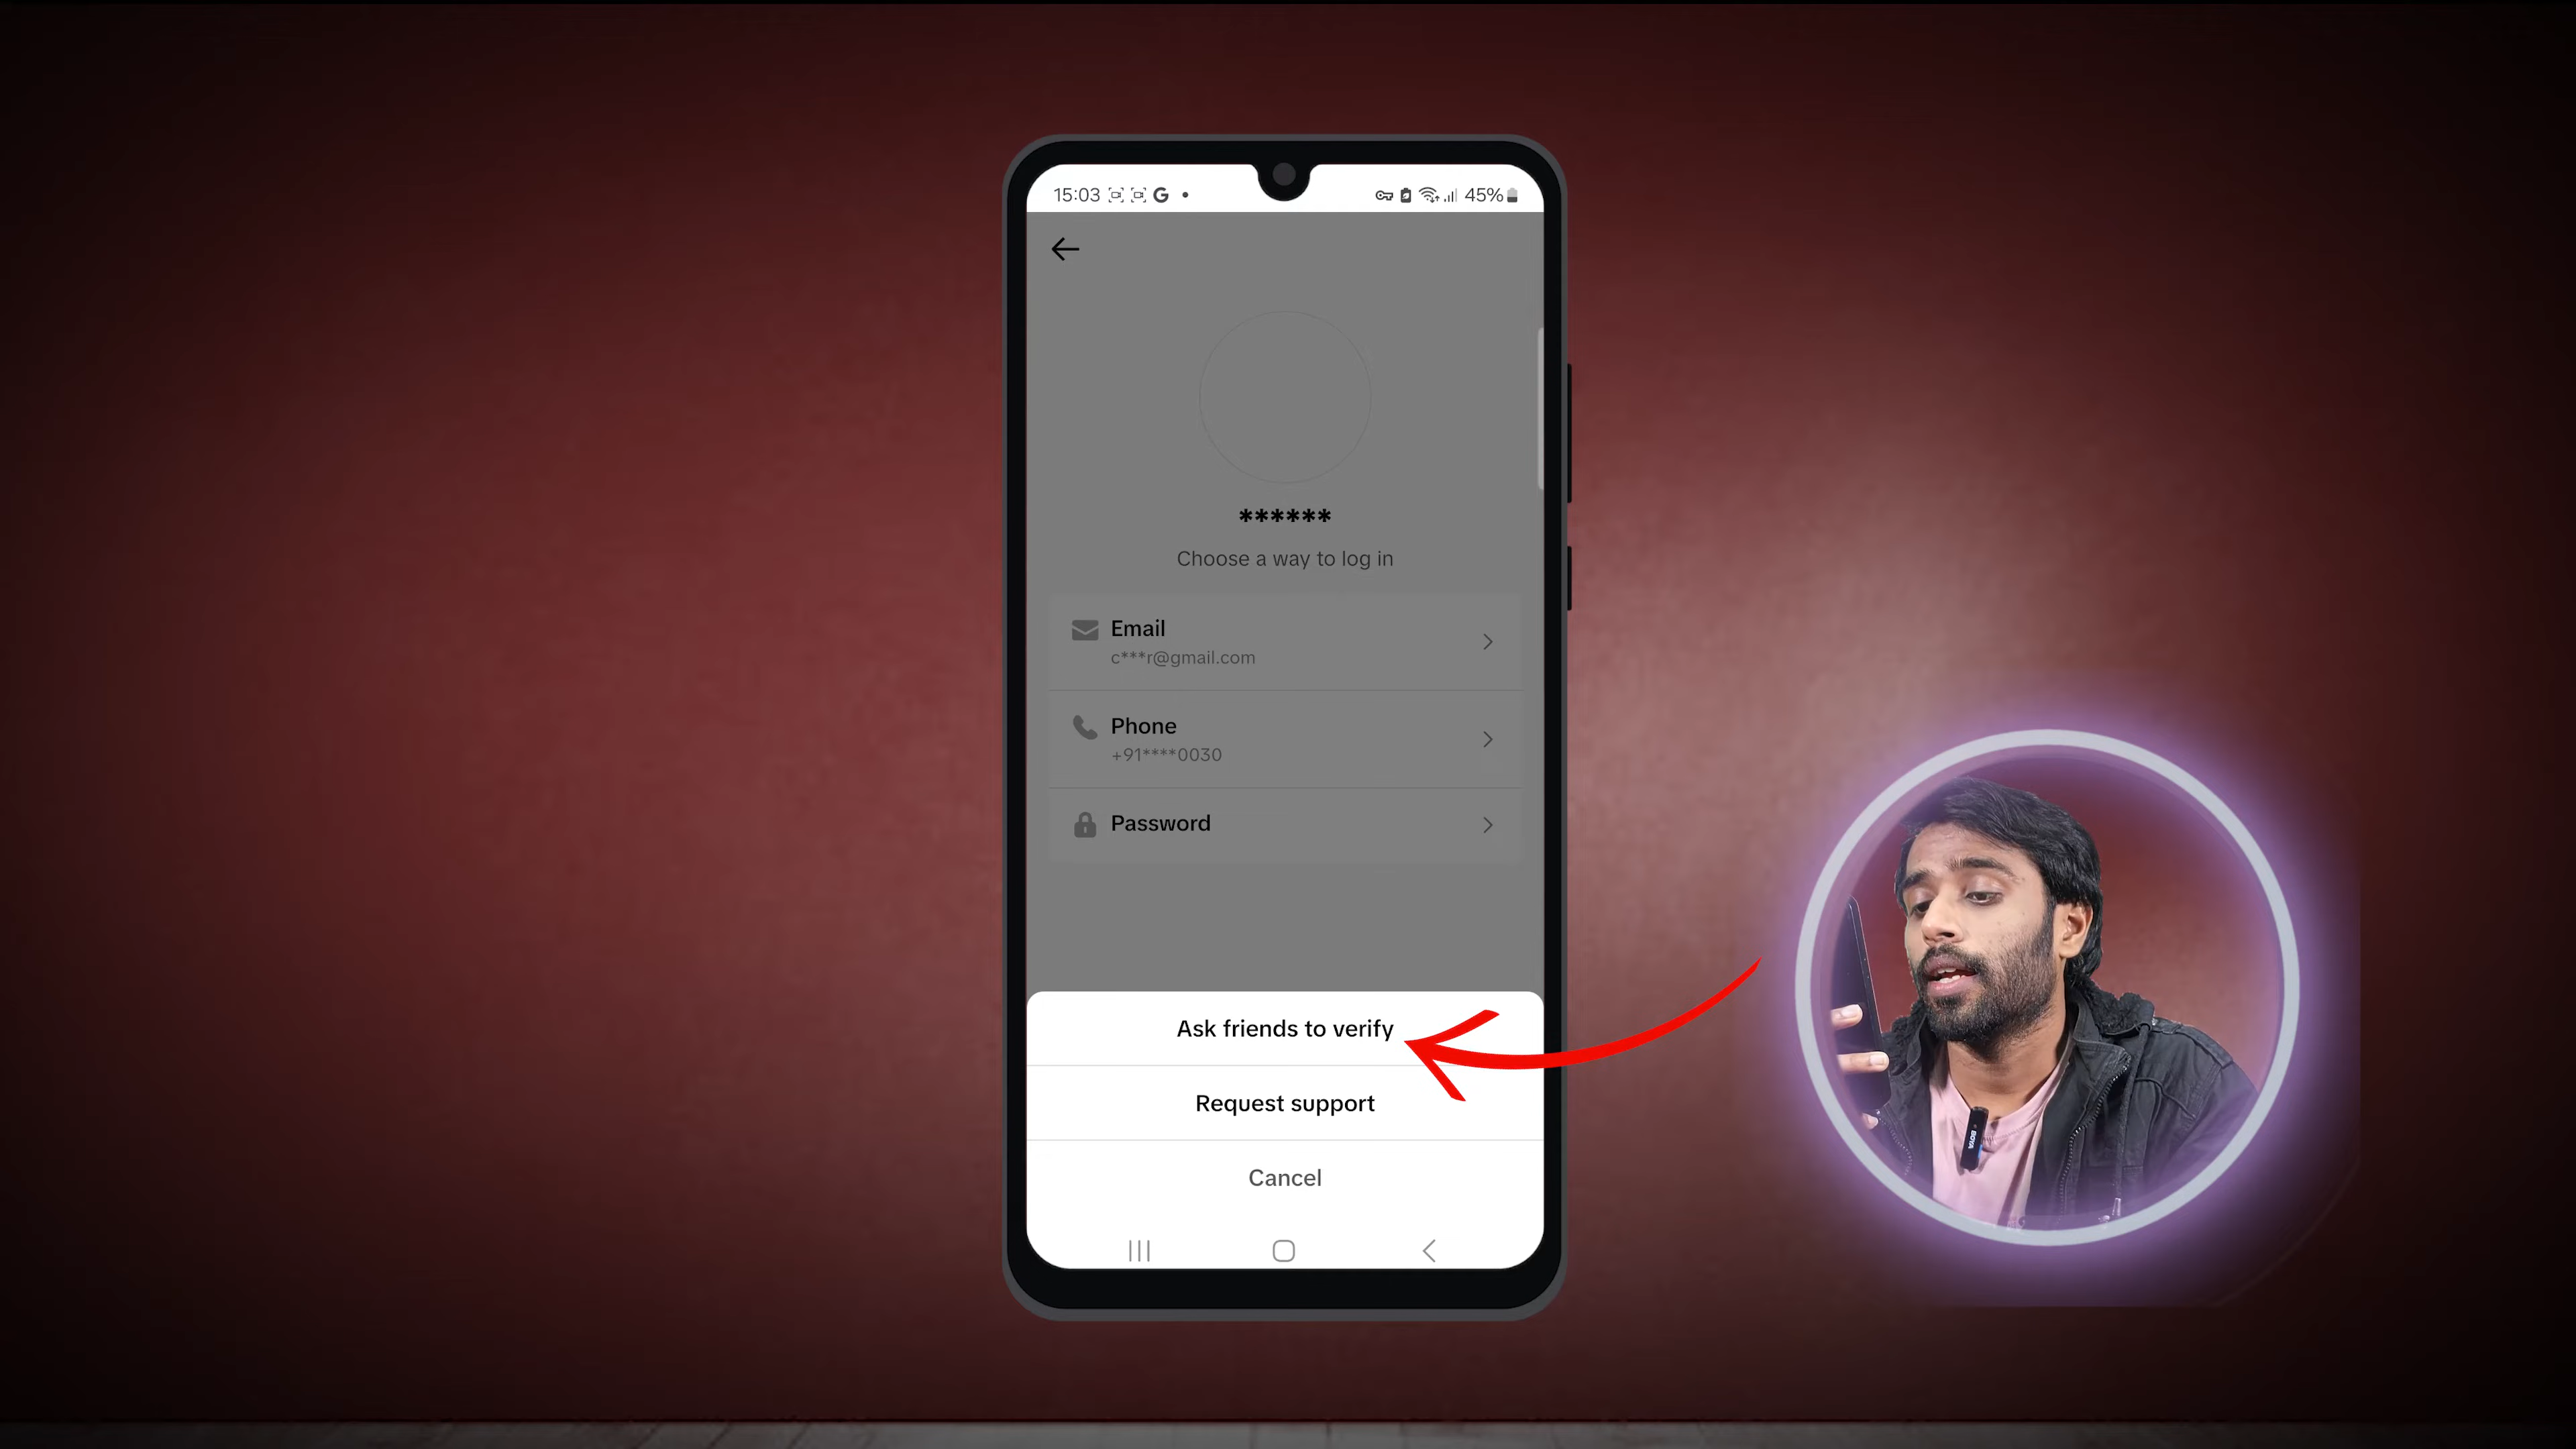 15:03 G 45%
******
Choose a way to log in
Email
c***r@gmail.com
Phone
+91****0030
Password
Ask friends to verify
Request support
Cancel
BOYA